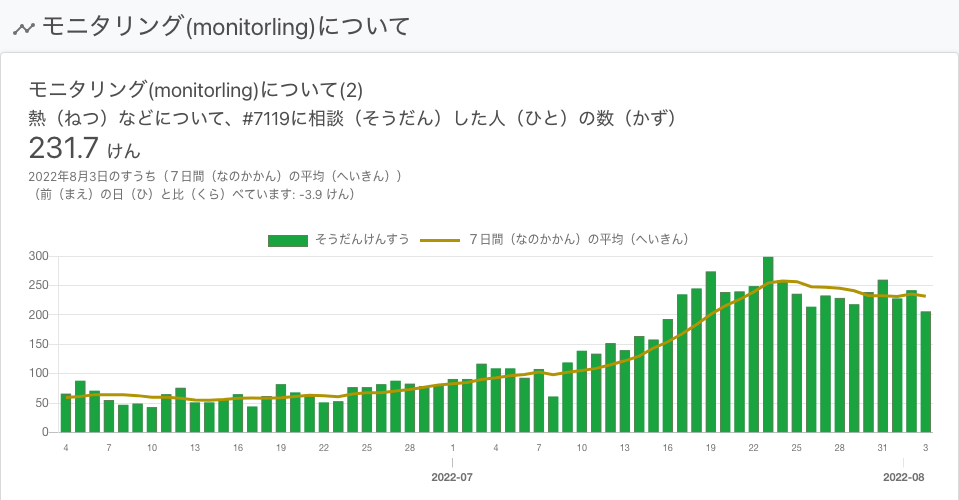 モニタリング(monitorling)について
モニタリング(monitorling)について(2)
熱（ねつ）などについて、#7119に相談（そうだん）した人（ひと）の数（かず）
231.7 けん
2022年8月3日のすうち（７日間（なのかかん）の平均（へいきん））
（前（まえ）の日（ひ）と比（くら）べています: -3.9 けん）
そうだんけんすう ７日間（なのかかん）の平均（へいきん）
300
250
200
150
100
50
0
4 7 10 13 16 19 22 25 28 1 4 7 10 13 16 19 22 25 28 31 3
2022-07 2022-08